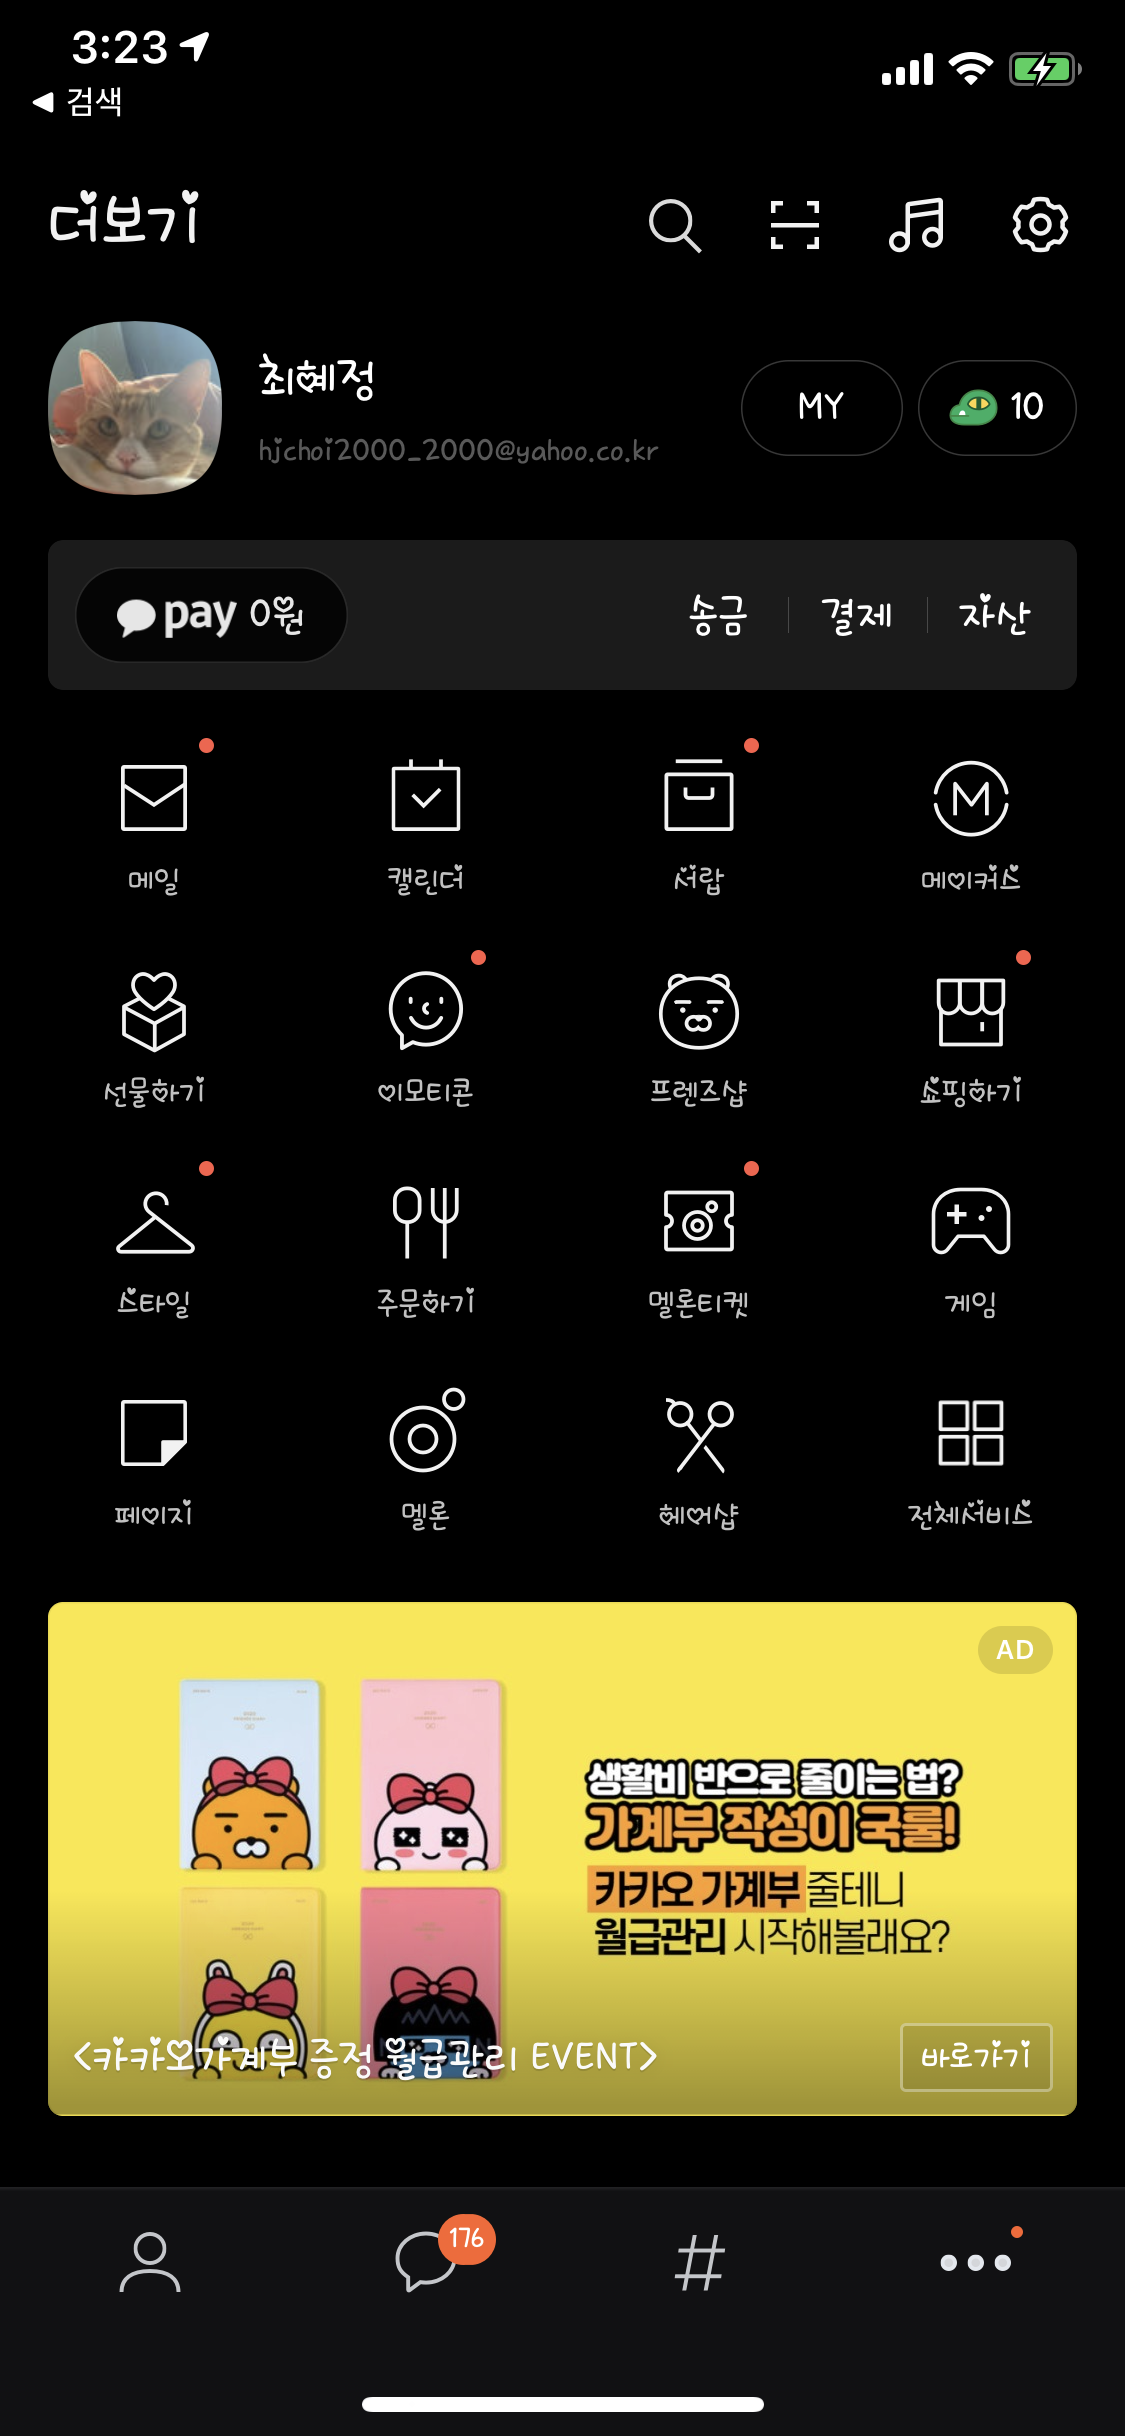 3:23
검색
더보기
최혜정
hjchoi2000_2000@yahoo.co.kr
MY
10
pay 0원
송금
결제
자산
메일
캘린더
서랍
메이커스
선물하기
이모티콘
프렌즈샵
쇼핑하기
스타일
주문하기
멜론티켓
게임
페이지
멜론
헤어샵
전체서비스
AD
생활비 반으로 줄이는 법?
가계부 작성이 국룰!
카카오 가계부 줄테니
월급관리 시작해볼래요?
<카카오가계부 증정 월급관리 EVENT>
바로가기
176